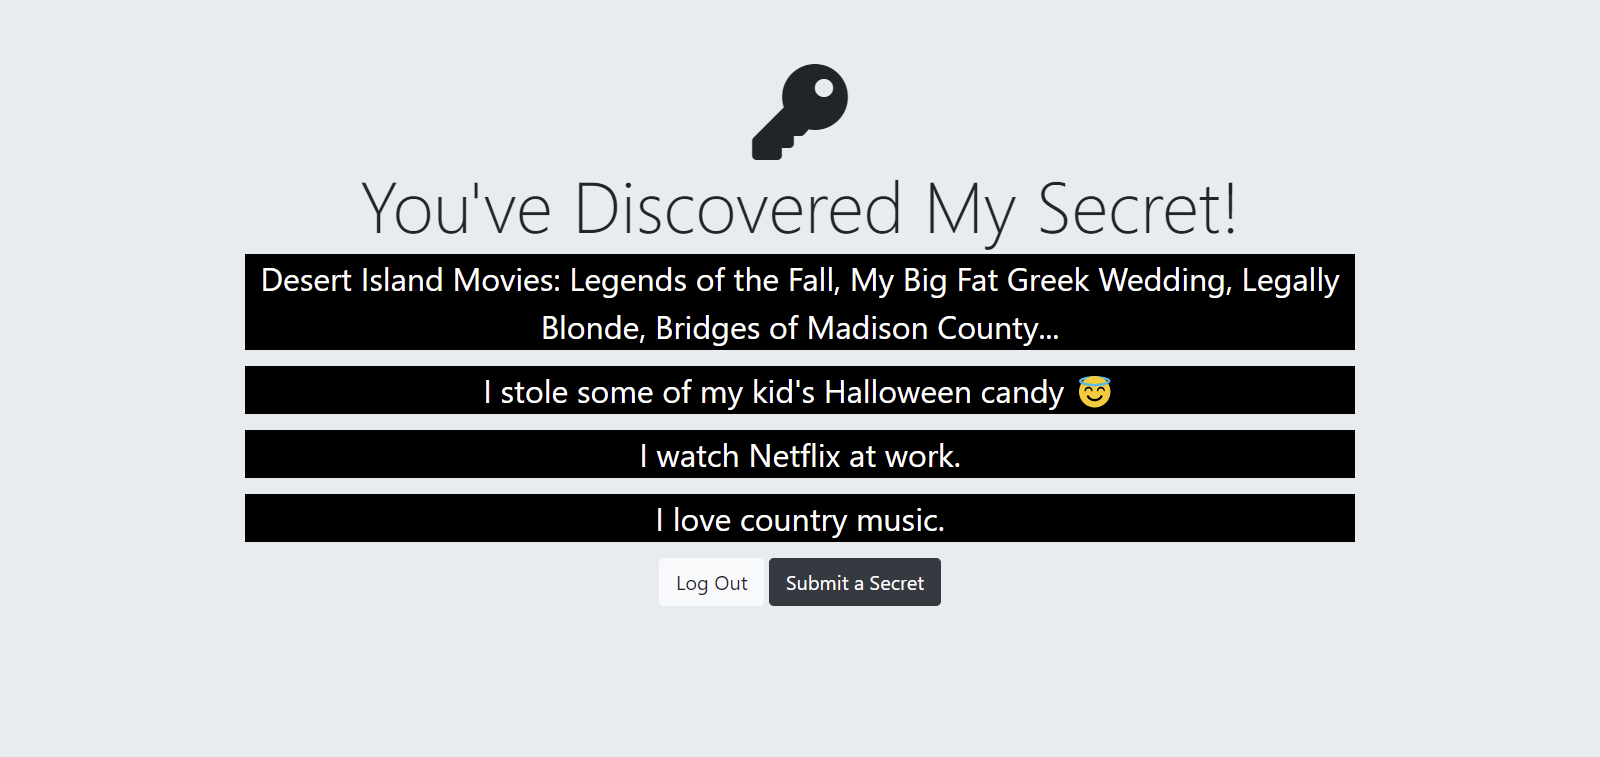 You've Discovered My Secret!
Desert Island Movies: Legends of the Fall, My Big Fat Greek Wedding, Legally
Blonde, Bridges of Madison County...
I stole some of my kid's Halloween candy 😇
I watch Netflix at work.
I love country music.
Log Out Submit a Secret